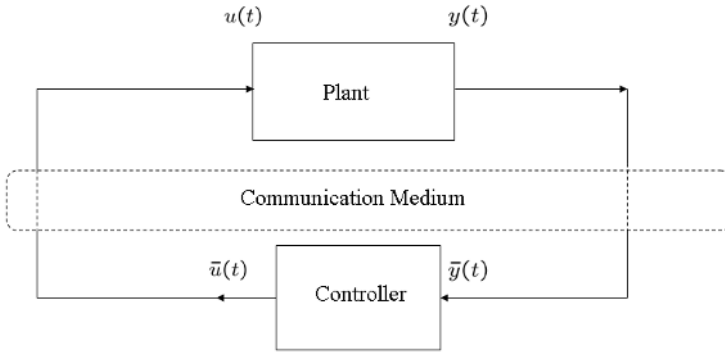 u(t)
y(t)
Plant
Communication Medium
ū(t)
ȳ(t)
Controller